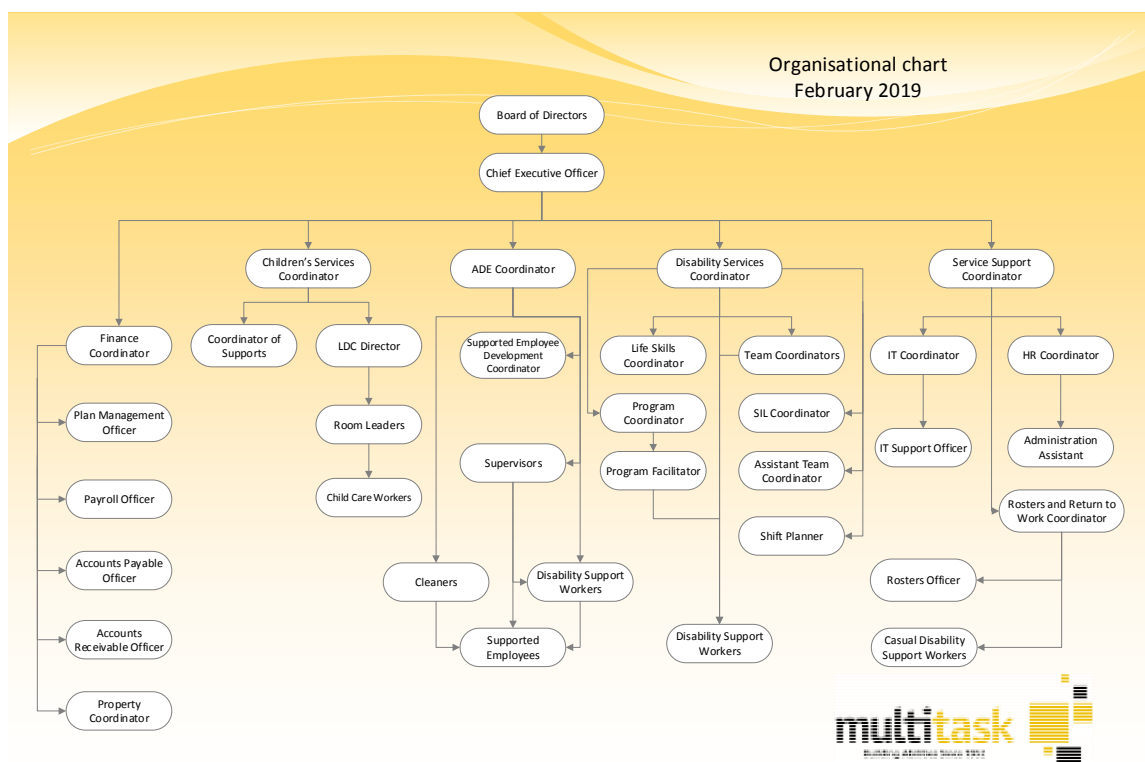 Organisational chart
February 2019
Board of Directors
Chief Executive Officer
Children's Services
Coordinator
ADE Coordinator
Disability Services
Coordinator
Service Support
Coordinator
Finance
Coordinator
Coordinator of
Supports
LDC Director
Supported Employee
Development
Coordinator
Life Skills
Coordinator
Team Coordinators
IT Coordinator
HR Coordinator
Plan Management
Officer
Room Leaders
Program
Coordinator
SIL Coordinator
IT Support Officer
Administration
Assistant
Supervisors
Program Facilitator
Assistant Team
Coordinator
Payroll Officer
Child Care Workers
Rosters and Return to
Work Coordinator
Shift Planner
Accounts Payable
Officer
Cleaners
Disability Support
Workers
Rosters Officer
Accounts
Receivable Officer
Supported
Employees
Disability Support
Workers
Casual Disability
Support Workers
Property
Coordinator
multitask
Building Abilities Since 1954